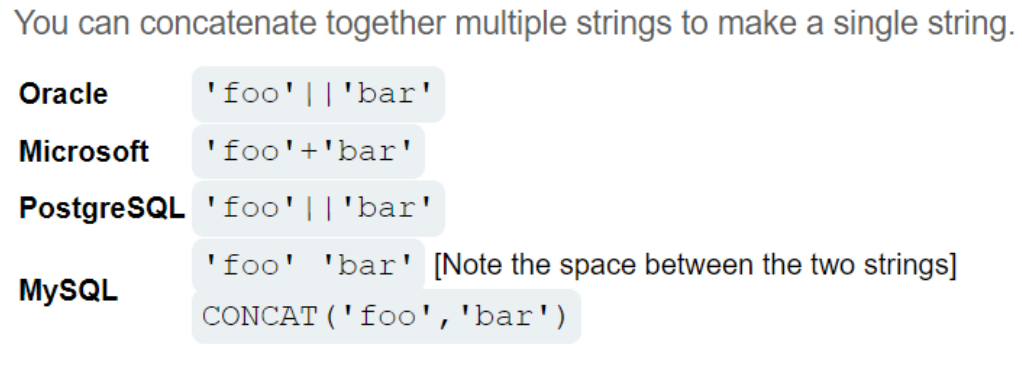 You can concatenate together multiple strings to make a single string.
Oracle 'foo'||'bar'
Microsoft 'foo'+'bar'
PostgreSQL 'foo'||'bar'
MySQL 'foo' 'bar' [Note the space between the two strings]
CONCAT('foo','bar')